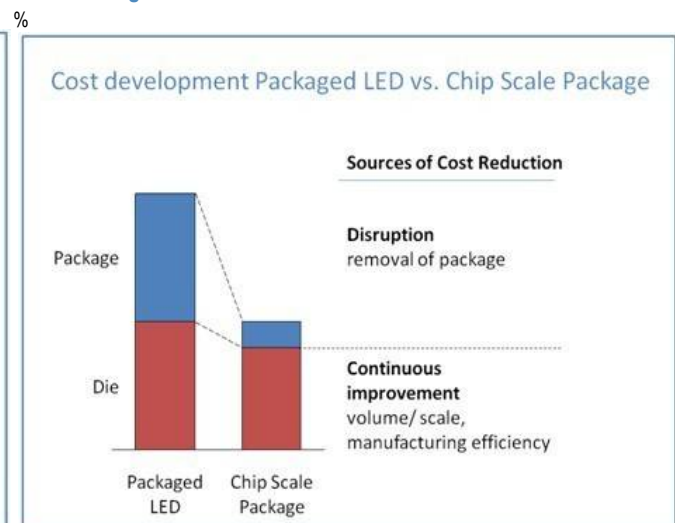 %
Cost development Packaged LED vs. Chip Scale Package
Sources of Cost Reduction
Package
Disruption
removal of package
Die
Continuous
improvement
volume/ scale,
manufacturing efficiency
Packaged
LED
Chip Scale
Package